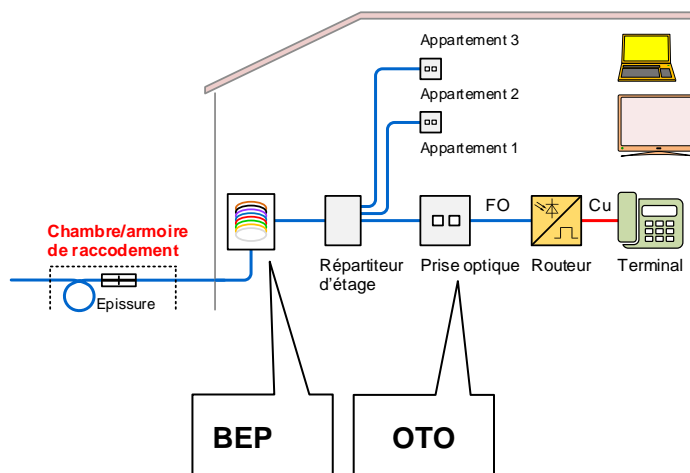 Appartement 3
Appartement 2
Appartement 1
Chambre/armoire
de raccodement
Epissure
FO
Cu
Répartiteur
d'étage
Prise optique
Routeur
Terminal
BEP
OTO